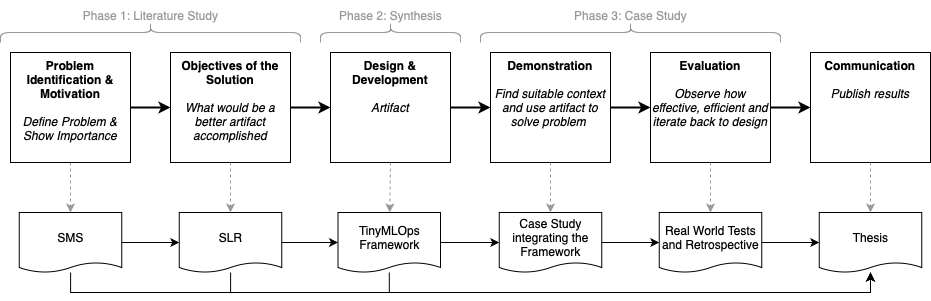 Phase 1: Literature Study
Phase 2: Synthesis
Phase 3: Case Study
Problem
Identification &
Motivation
Define Problem &
Show Importance
Objectives of the
Solution
What would be a
better artifact
accomplished
Design &
Development
Artifact
Demonstration
Find suitable context
and use artifact to
solve problem
Evaluation
Observe how
effective, efficient and
iterate back to design
Communication
Publish results
SMS
SLR
TinyMLOps
Framework
Case Study
integrating the
Framework
Real World Tests
and Retrospective
Thesis